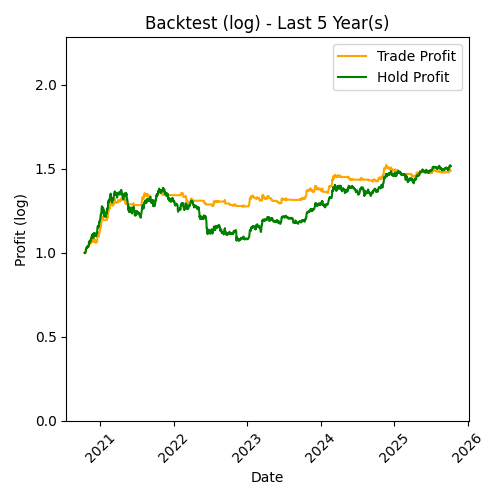 Backtest (log) - Last 5 Year(s)
Trade Profit
Hold Profit
Profit (log)
2.0
1.5
1.0
0.5
0.0
2021
2022
2023
2024
2025
2026
Date